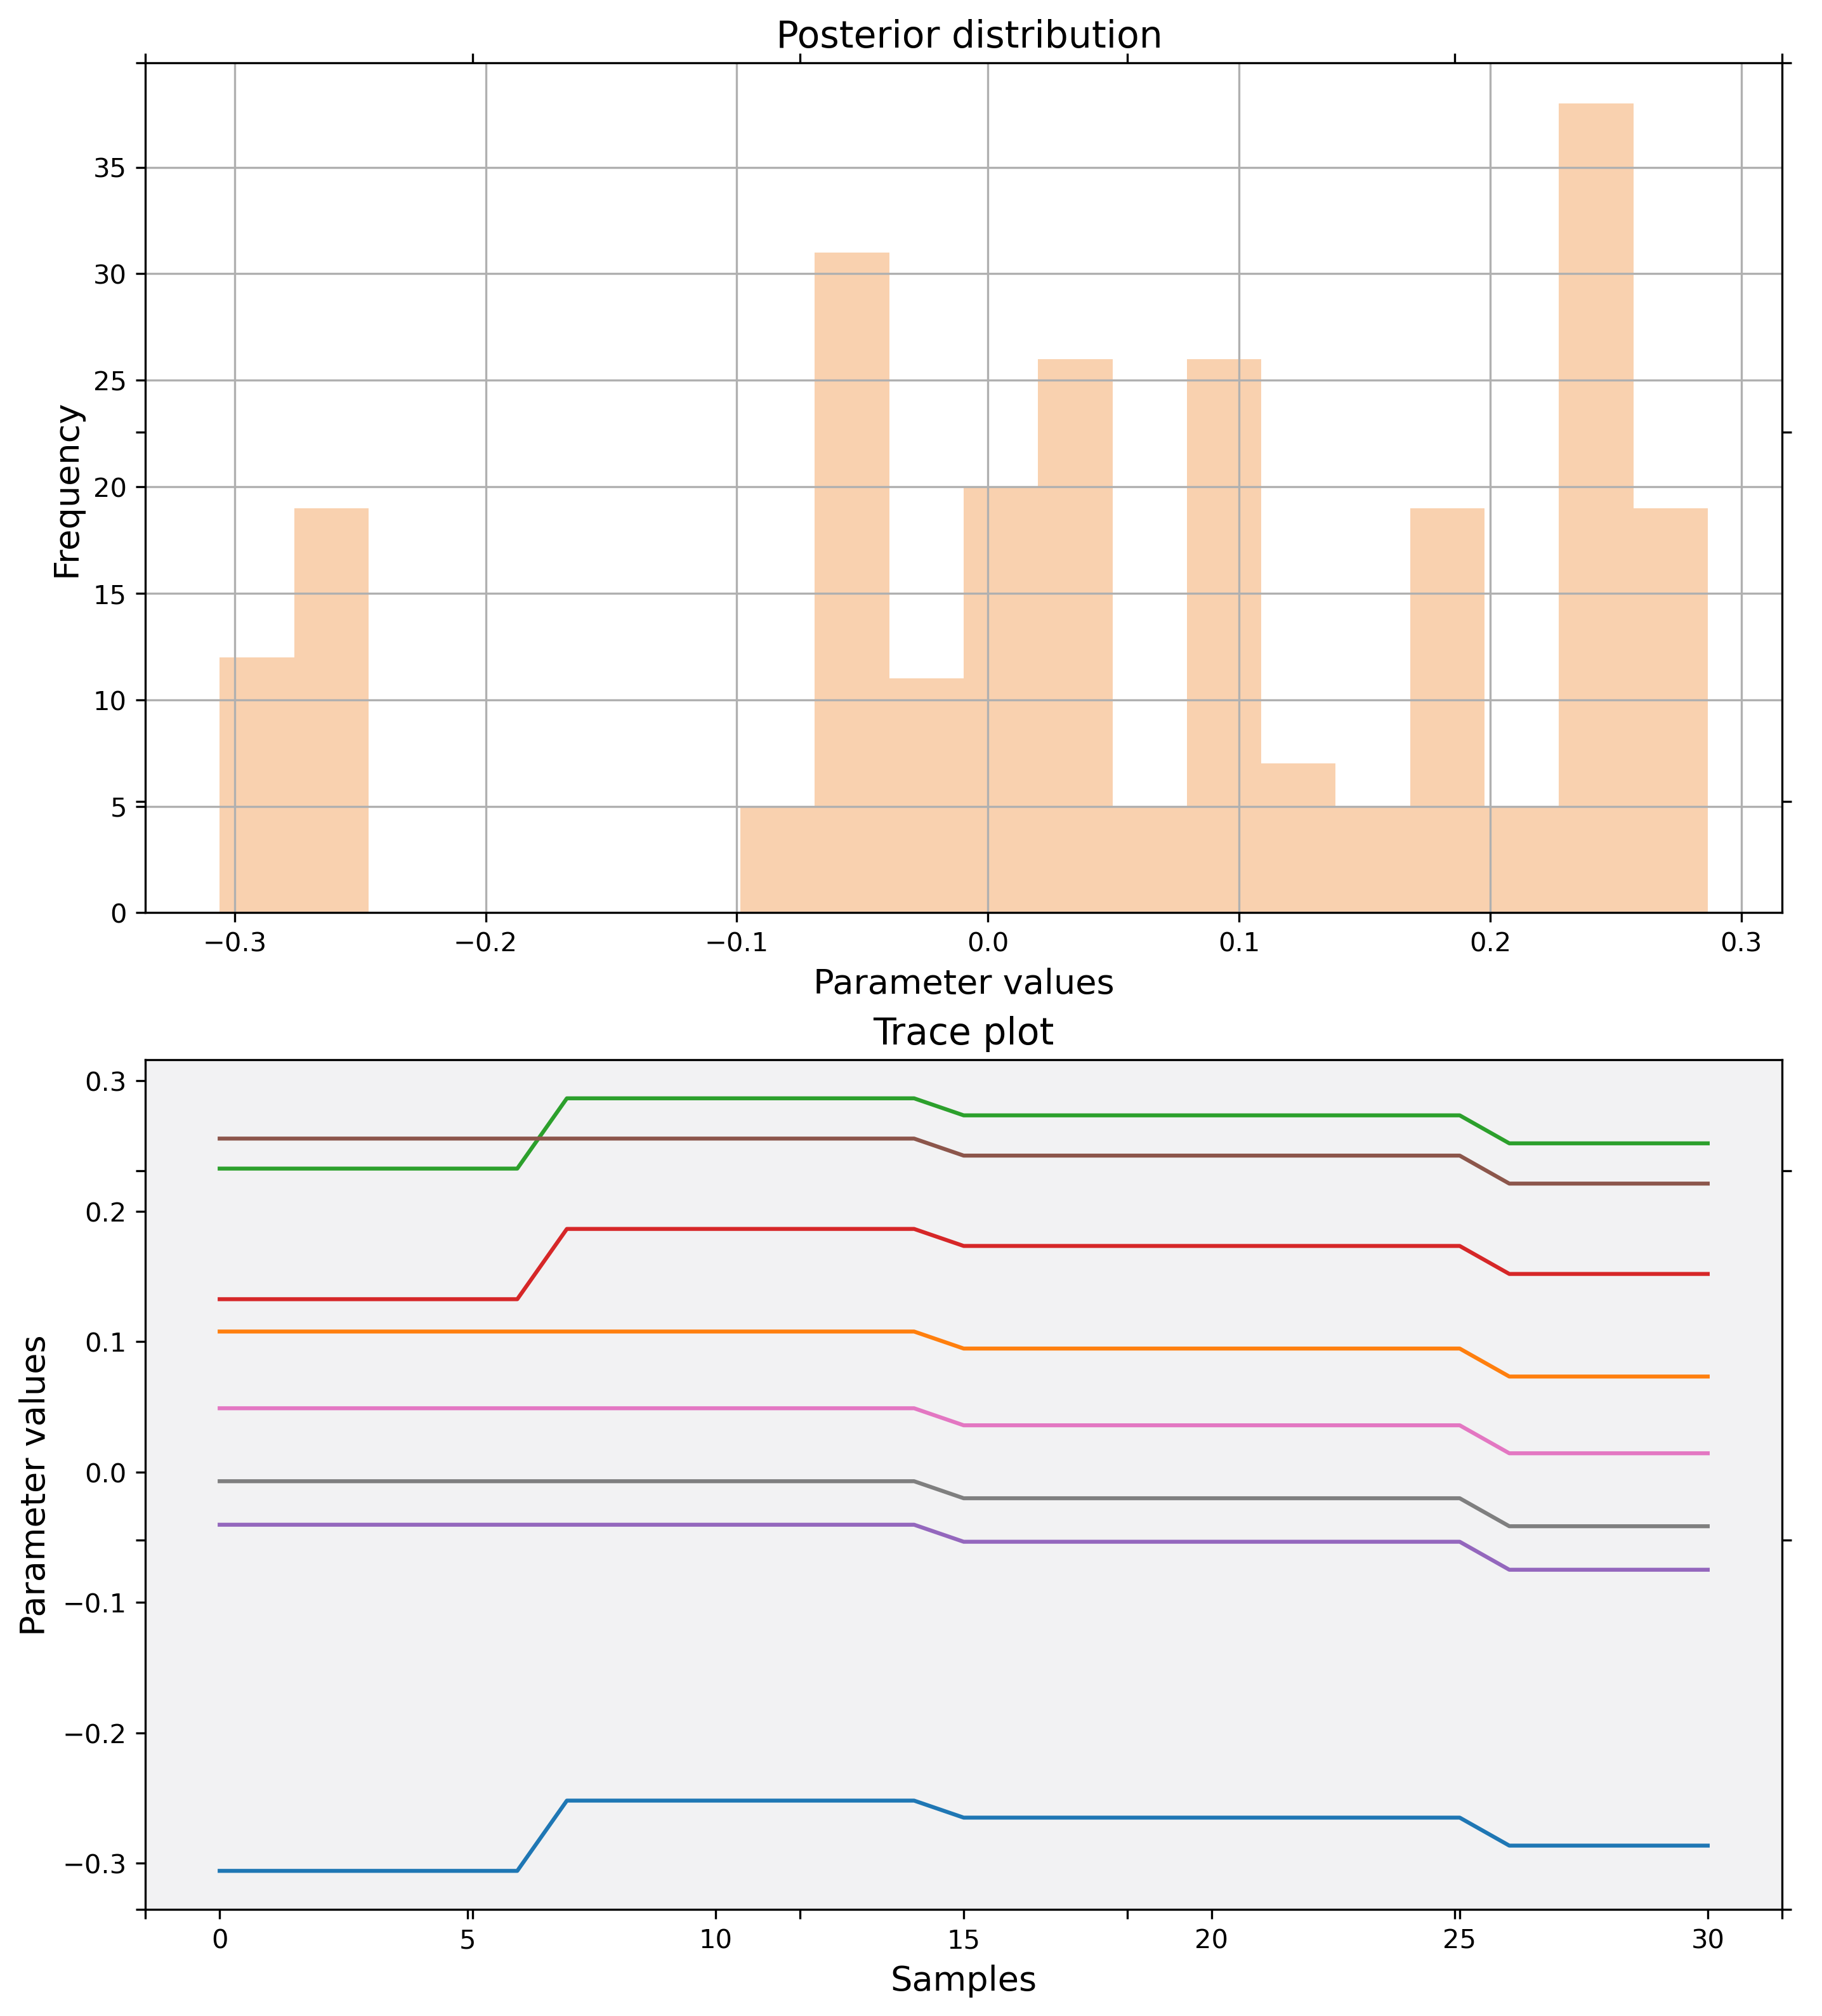 Posterior distribution
35
30
25
20
15
10
5
0
Frequency
−0.3 −0.2 −0.1 0.0 0.1 0.2 0.3
Parameter values
Trace plot
0.3
0.2
0.1
0.0
−0.1
−0.2
−0.3
Parameter values
0 5 10 15 20 25 30
Samples